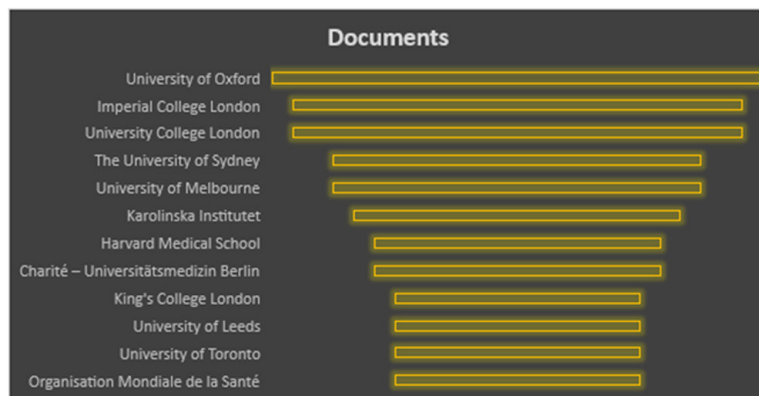 Documents
University of Oxford
Imperial College London
University College London
The University of Sydney
University of Melbourne
Karolinska Institutet
Harvard Medical School
Charité – Universitätsmedizin Berlin
King's College London
University of Leeds
University of Toronto
Organisation Mondiale de la Santé